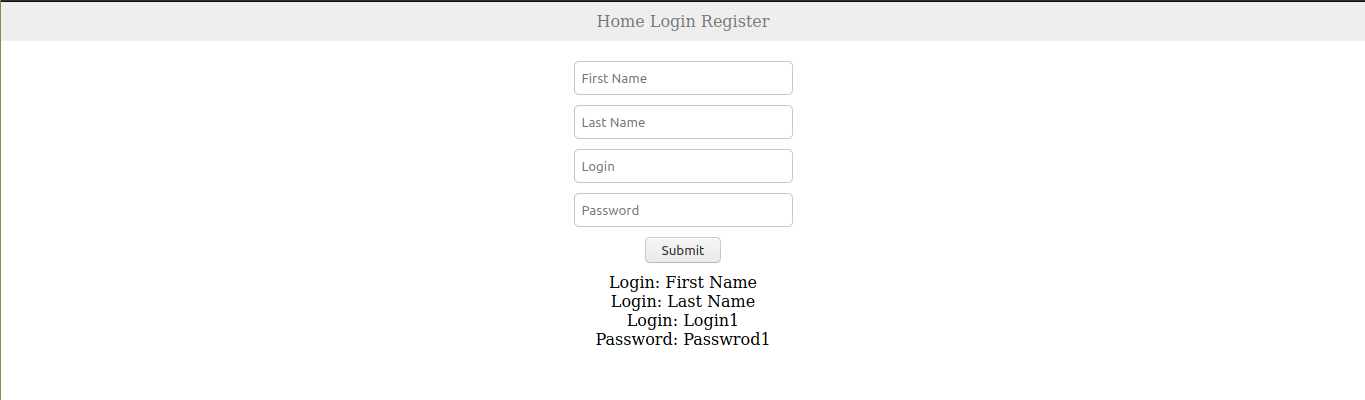 Home Login Register
First Name
Last Name
Login
Password
Submit
Login: First Name
Login: Last Name
Login: Login1
Password: Passwrod1